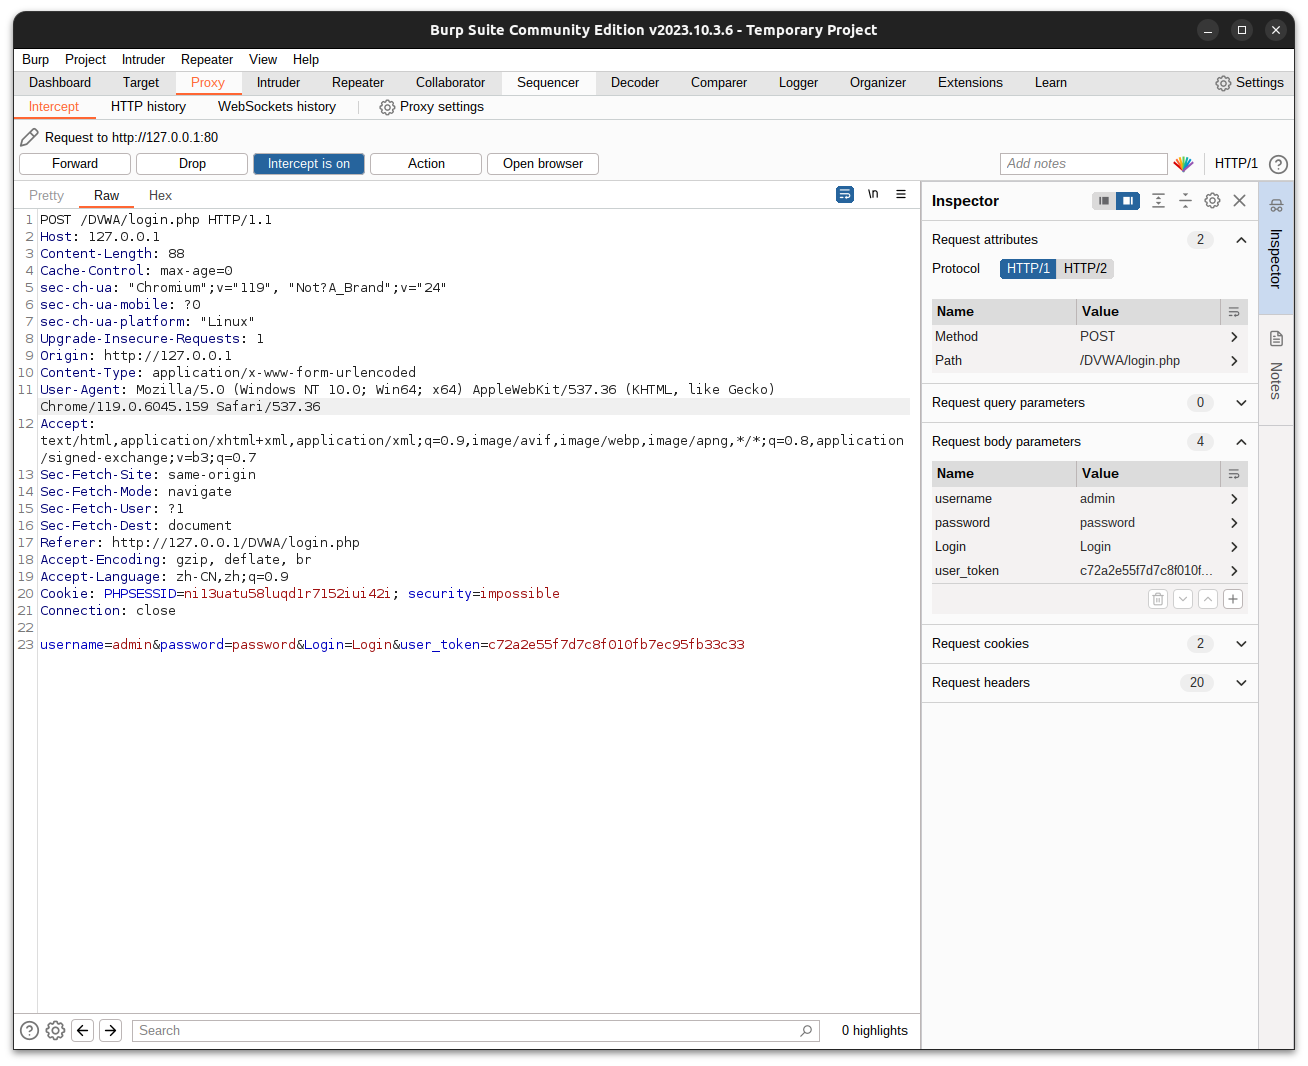 Burp Suite Community Edition v2023.10.3.6 - Temporary Project
Burp Project Intruder Repeater View Help
Dashboard Target Proxy Intruder Repeater Collaborator Sequencer Decoder Comparer Logger Organizer Extensions Learn Settings
Intercept HTTP history WebSockets history Proxy settings
Request to http://127.0.0.1:80
Forward Drop Intercept is on Action Open browser Add notes HTTP/1 ?
Pretty Raw Hex \n
1 POST /DVWA/login.php HTTP/1.1
2 Host: 127.0.0.1
3 Content-Length: 88
4 Cache-Control: max-age=0
5 sec-ch-ua: "Chromium";v="119", "Not?A_Brand";v="24"
6 sec-ch-ua-mobile: ?0
7 sec-ch-ua-platform: "Linux"
8 Upgrade-Insecure-Requests: 1
9 Origin: http://127.0.0.1
10 Content-Type: application/x-www-form-urlencoded
11 User-Agent: Mozilla/5.0 (Windows NT 10.0; Win64; x64) AppleWebKit/537.36 (KHTML, like Gecko)
Chrome/119.0.6045.159 Safari/537.36
12 Accept:
text/html,application/xhtml+xml,application/xml;q=0.9,image/avif,image/webp,image/apng,*/*;q=0.8,application
/signed-exchange;v=b3;q=0.7
13 Sec-Fetch-Site: same-origin
14 Sec-Fetch-Mode: navigate
15 Sec-Fetch-User: ?1
16 Sec-Fetch-Dest: document
17 Referer: http://127.0.0.1/DVWA/login.php
18 Accept-Encoding: gzip, deflate, br
19 Accept-Language: zh-CN,zh;q=0.9
20 Cookie: PHPSESSID=ni13uatu58luqd1r7152iui42i; security=impossible
21 Connection: close
22
23 username=admin&password=password&Login=Login&user_token=c72a2e55f7d7c8f010fb7ec95fb33c33
Inspector
Request attributes 2
Protocol HTTP/1 HTTP/2
Name Value
Method POST
Path /DVWA/login.php
Request query parameters 0
Request body parameters 4
Name Value
username admin
password password
Login Login
user_token c72a2e55f7d7c8f010f...
Request cookies 2
Request headers 20
Inspector
Notes
? Search 0 highlights